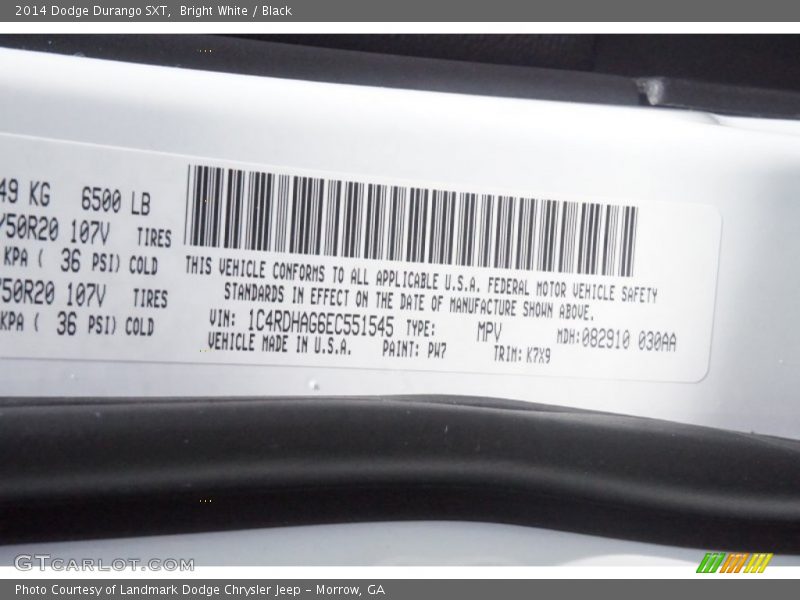 2014 Dodge Durango SXT,  Bright White / Black
49 KG 6500 LB
/50R20 107V TIRES
KPA ( 36 PSI) COLD
/50R20 107V TIRES
KPA ( 36 PSI) COLD
THIS VEHICLE CONFORMS TO ALL APPLICABLE U.S.A. FEDERAL MOTOR VEHICLE SAFETY
STANDARDS IN EFFECT ON THE DATE OF MANUFACTURE SHOWN ABOVE.
VIN: 1C4RDHAG6EC551545 TYPE: MPV MDH:082910 030AA
VEHICLE MADE IN U.S.A. PAINT: PW7 TRIM: K7X9
GTCARLOT.COM
Photo Courtesy of Landmark Dodge Chrysler Jeep – Morrow, GA